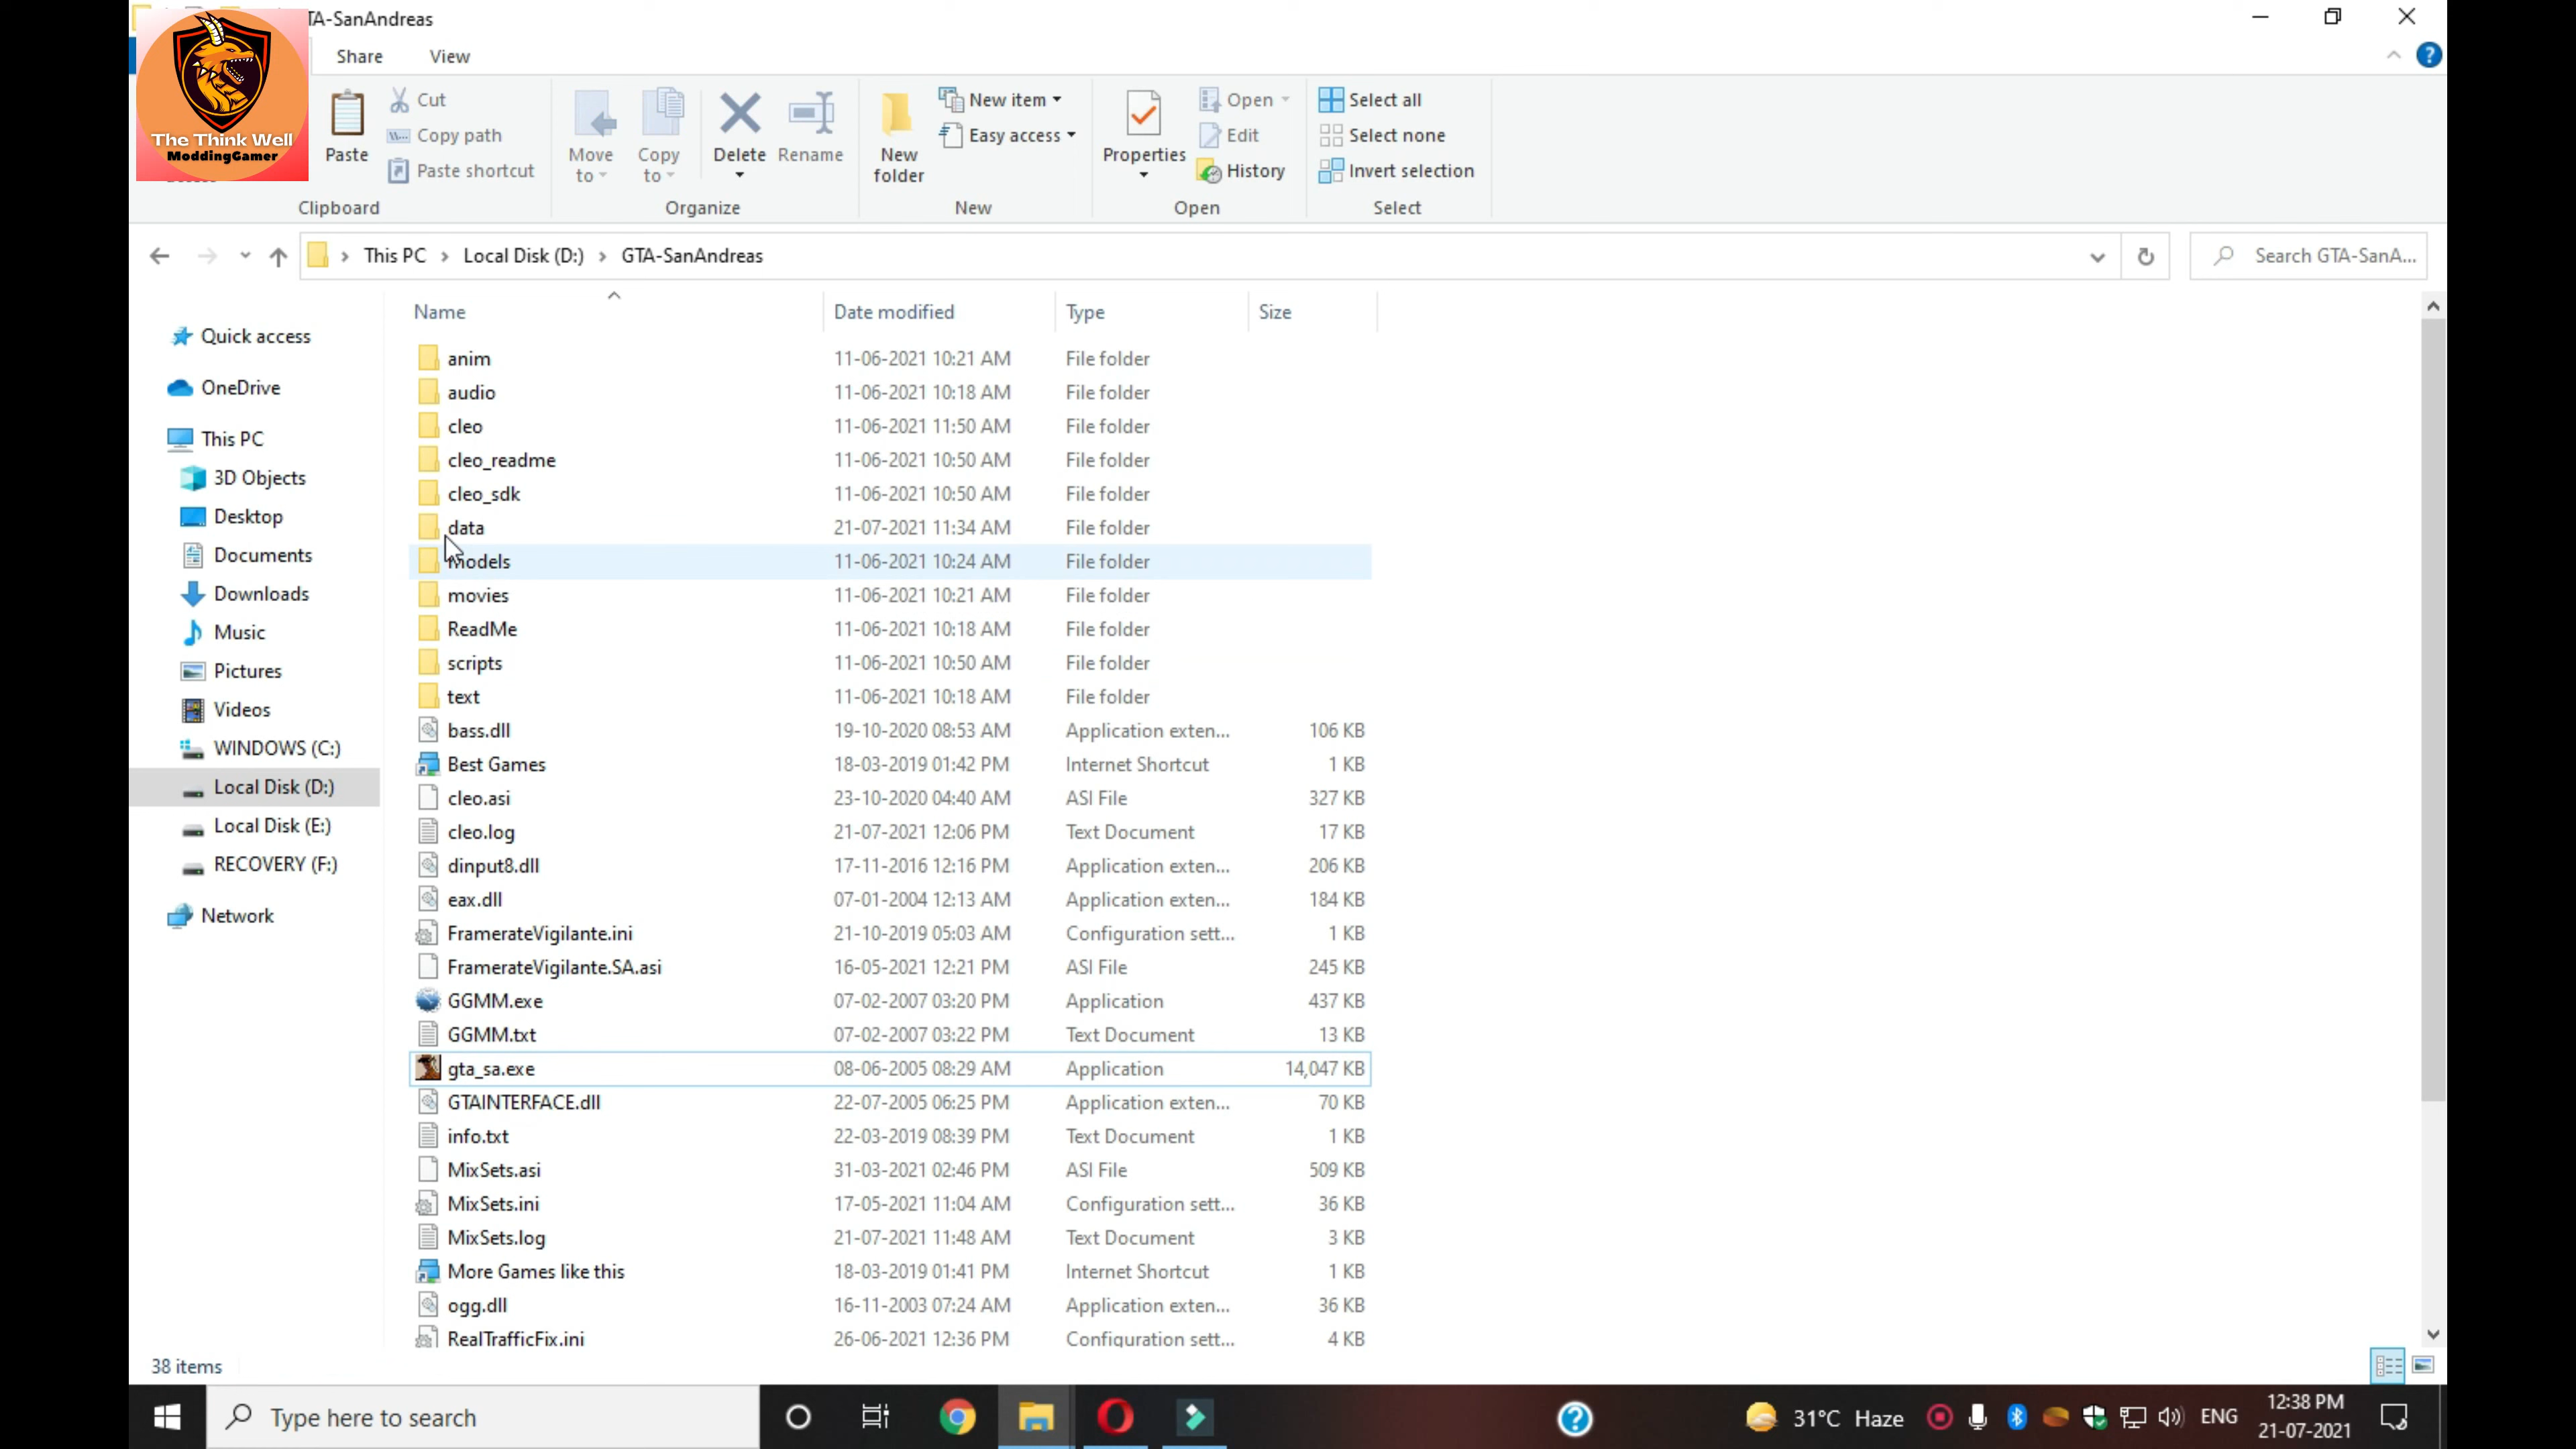 TA-SanAndreas
Share View
The Think Well
ModdingGamer
Paste
Cut
Copy path
Paste shortcut
Clipboard
Move to
Copy to
Delete
Rename
Organize
New folder
New item
Easy access
New
Properties
Open
Edit
History
Open
Select all
Select none
Invert selection
Select
This PC > Local Disk (D:) > GTA-SanAndreas
Search GTA-SanA...
Quick access
OneDrive
This PC
3D Objects
Desktop
Documents
Downloads
Music
Pictures
Videos
WINDOWS (C:)
Local Disk (D:)
Local Disk (E:)
RECOVERY (F:)
Network
Name Date modified Type Size
anim 11-06-2021 10:21 AM File folder
audio 11-06-2021 10:18 AM File folder
cleo 11-06-2021 11:50 AM File folder
cleo_readme 11-06-2021 10:50 AM File folder
cleo_sdk 11-06-2021 10:50 AM File folder
data 21-07-2021 11:34 AM File folder
models 11-06-2021 10:24 AM File folder
movies 11-06-2021 10:21 AM File folder
ReadMe 11-06-2021 10:18 AM File folder
scripts 11-06-2021 10:50 AM File folder
text 11-06-2021 10:18 AM File folder
bass.dll 19-10-2020 08:53 AM Application exten... 106 KB
Best Games 18-03-2019 01:42 PM Internet Shortcut 1 KB
cleo.asi 23-10-2020 04:40 AM ASI File 327 KB
cleo.log 21-07-2021 12:06 PM Text Document 17 KB
dinput8.dll 17-11-2016 12:16 PM Application exten... 206 KB
eax.dll 07-01-2004 12:13 AM Application exten... 184 KB
FramerateVigilante.ini 21-10-2019 05:03 AM Configuration sett... 1 KB
FramerateVigilante.SA.asi 16-05-2021 12:21 PM ASI File 245 KB
GGMM.exe 07-02-2007 03:20 PM Application 437 KB
GGMM.txt 07-02-2007 03:22 PM Text Document 13 KB
gta_sa.exe 08-06-2005 08:29 AM Application 14,047 KB
GTAINTERFACE.dll 22-07-2005 06:25 PM Application exten... 70 KB
info.txt 22-03-2019 08:39 PM Text Document 1 KB
MixSets.asi 31-03-2021 02:46 PM ASI File 509 KB
MixSets.ini 17-05-2021 11:04 AM Configuration sett... 36 KB
MixSets.log 21-07-2021 11:48 AM Text Document 3 KB
More Games like this 18-03-2019 01:41 PM Internet Shortcut 1 KB
ogg.dll 16-11-2003 07:24 AM Application exten... 36 KB
RealTrafficFix.ini 26-06-2021 12:36 PM Configuration sett... 4 KB
38 items
Type here to search
31°C Haze
ENG
12:38 PM
21-07-2021